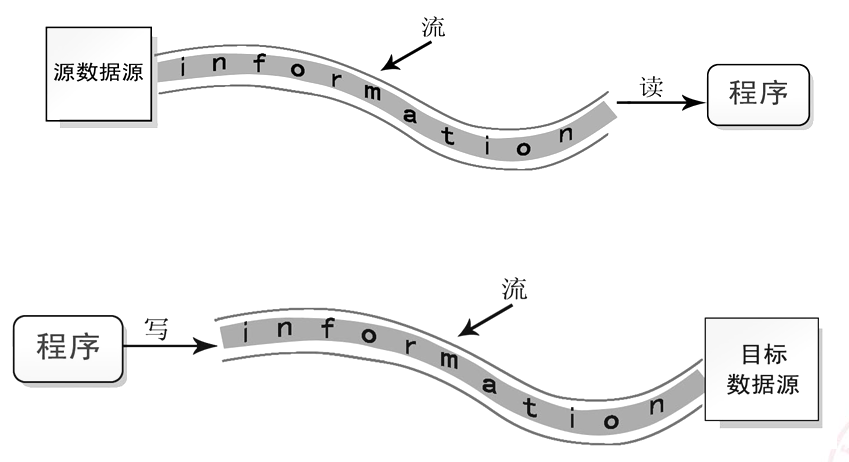 流
源数据源
information
读
程序
流
写
程序
information
目标
数据源